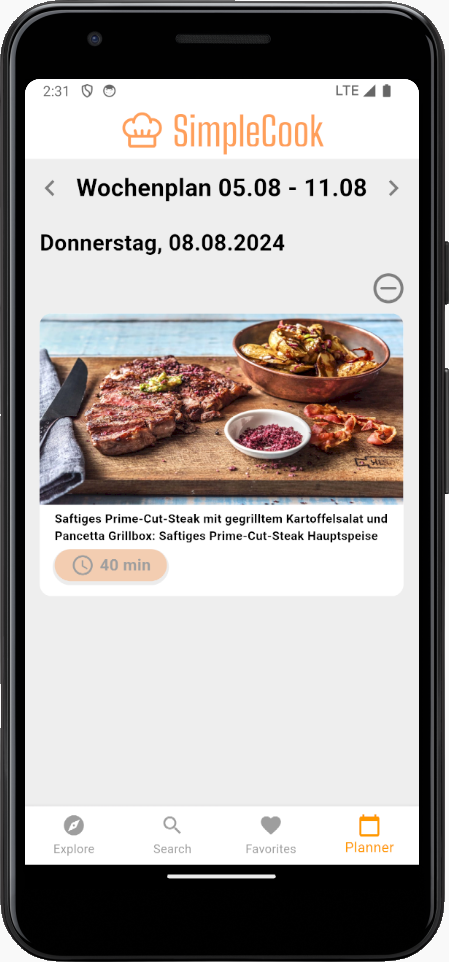 2:31
LTE
SimpleCook
Wochenplan 05.08 - 11.08
Donnerstag, 08.08.2024
Saftiges Prime-Cut-Steak mit gegrilltem Kartoffelsalat und
Pancetta Grillbox: Saftiges Prime-Cut-Steak Hauptspeise
40 min
Explore
Search
Favorites
Planner